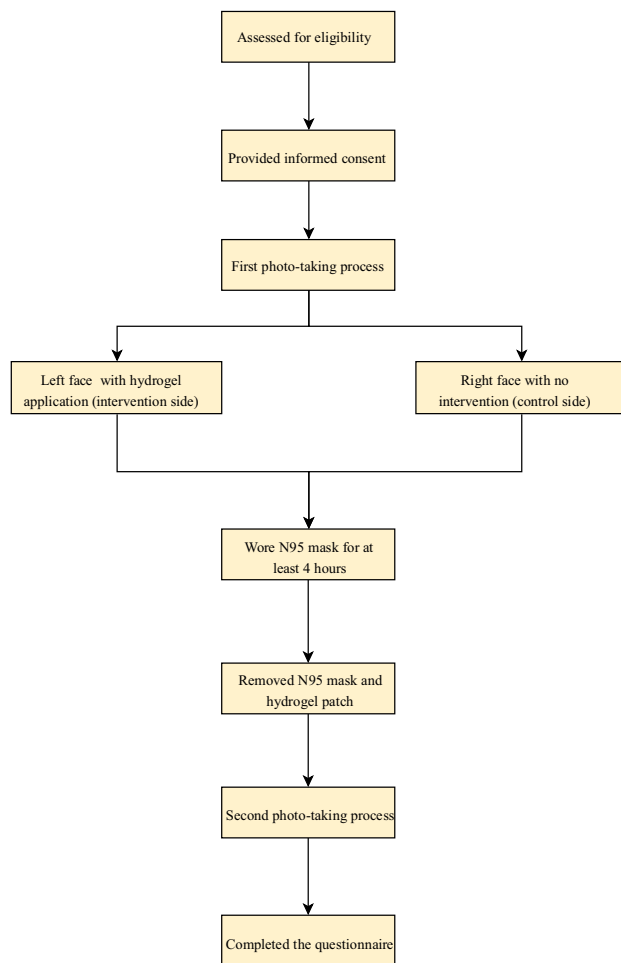 Assessed for eligibility
Provided informed consent
First photo-taking process
Left face with hydrogel
application (intervention side)
Right face with no
intervention (control side)
Wore N95 mask for at
least 4 hours
Removed N95 mask and
hydrogel patch
Second photo-taking process
Completed the questionnaire